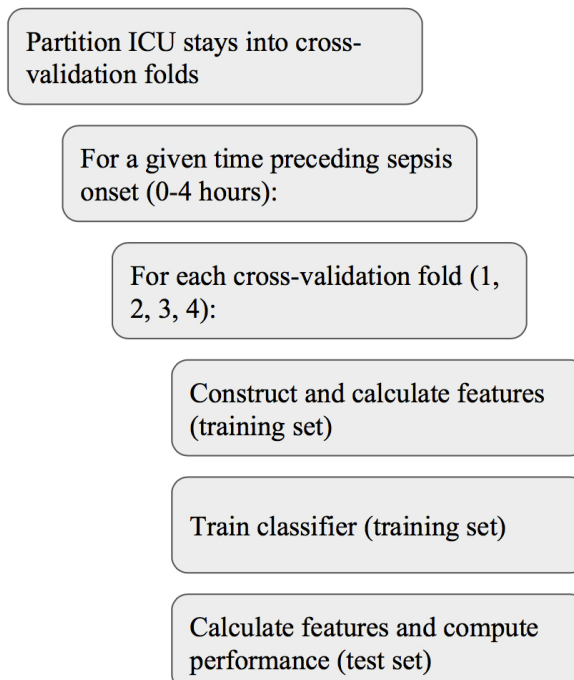 Partition ICU stays into cross-
validation folds
For a given time preceding sepsis
onset (0-4 hours):
For each cross-validation fold (1,
2, 3, 4):
Construct and calculate features
(training set)
Train classifier (training set)
Calculate features and compute
performance (test set)